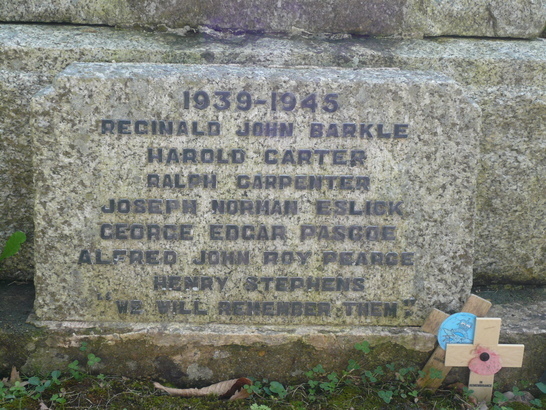 1939-1945
REGINALD JOHN BARKLE
HAROLD CARTER
RALPH CARPENTER
JOSEPH NORMAN ESLICK
GEORGE EDGAR PASCOE
ALFRED JOHN ROY PEARCE
HENRY STEPHENS
"WE WILL REMEMBER THEM"